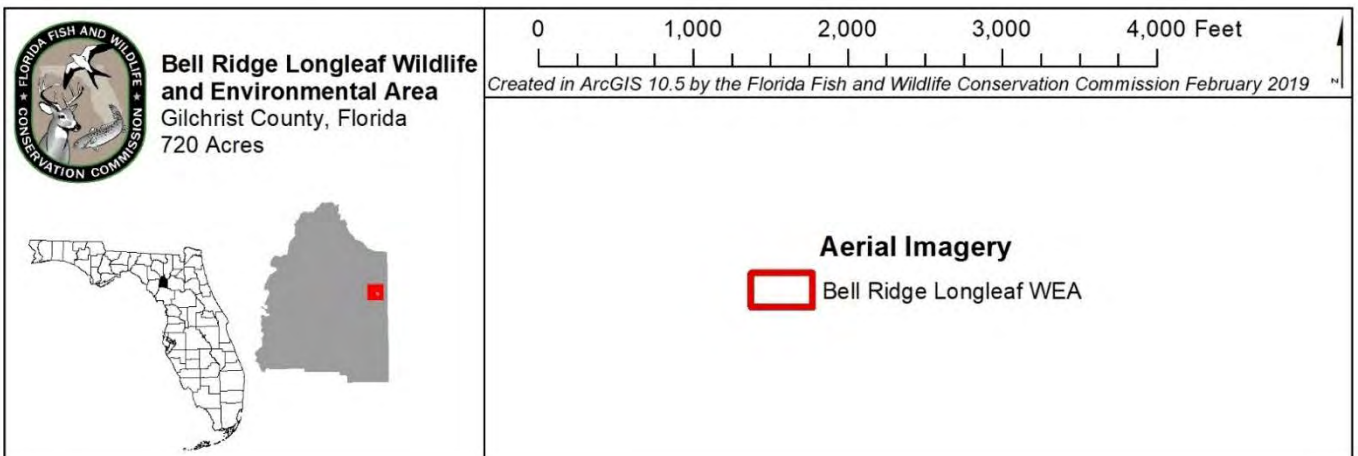 FLORIDA FISH AND WILDLIFE
CONSERVATION COMMISSION
Bell Ridge Longleaf Wildlife
and Environmental Area
Gilchrist County, Florida
720 Acres
0 1,000 2,000 3,000 4,000 Feet
Created in ArcGIS 10.5 by the Florida Fish and Wildlife Conservation Commission February 2019
N
Aerial Imagery
Bell Ridge Longleaf WEA